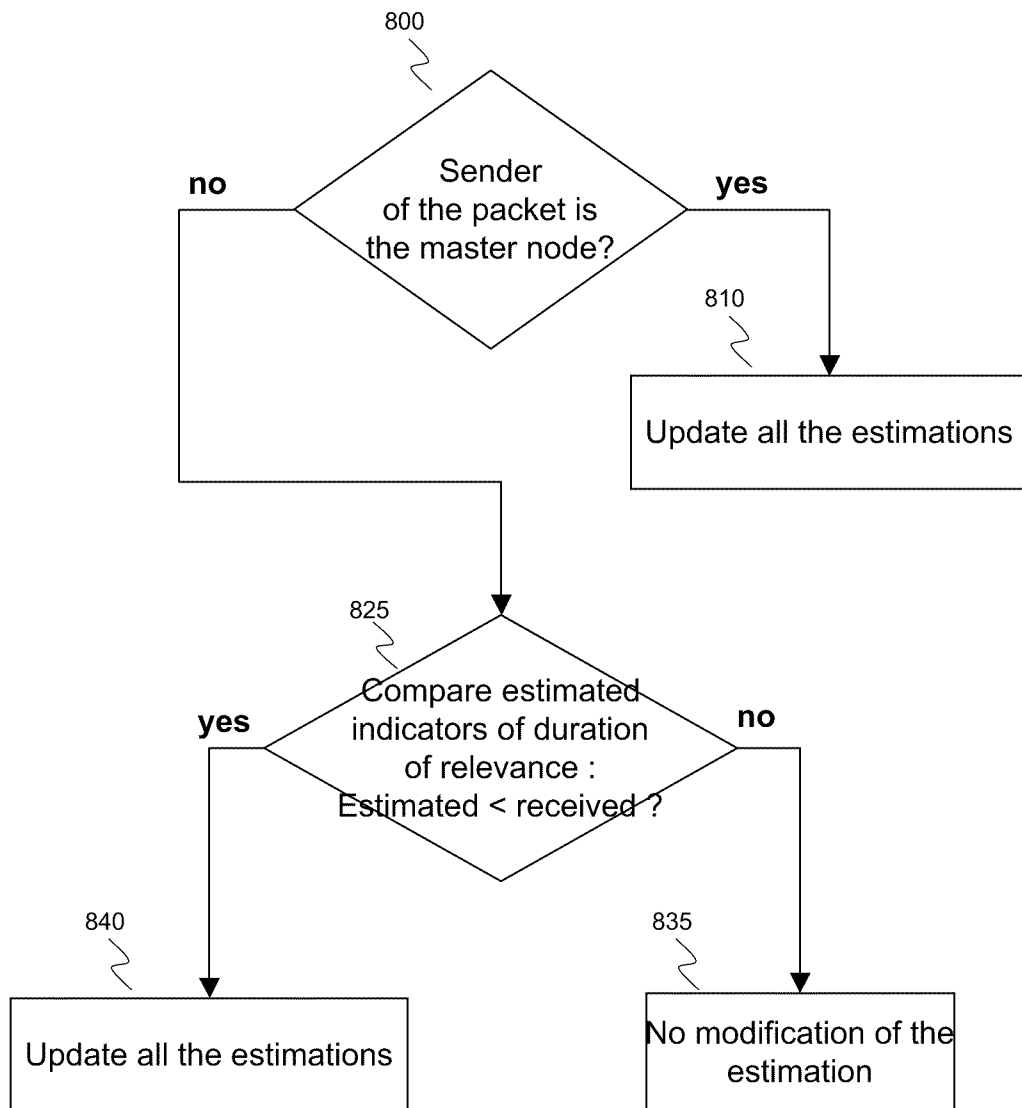 800
Sender
of the packet is
the master node?
no
yes
810
Update all the estimations
825
Compare estimated
indicators of duration
of relevance :
Estimated < received ?
yes
no
840
Update all the estimations
835
No modification of the
estimation